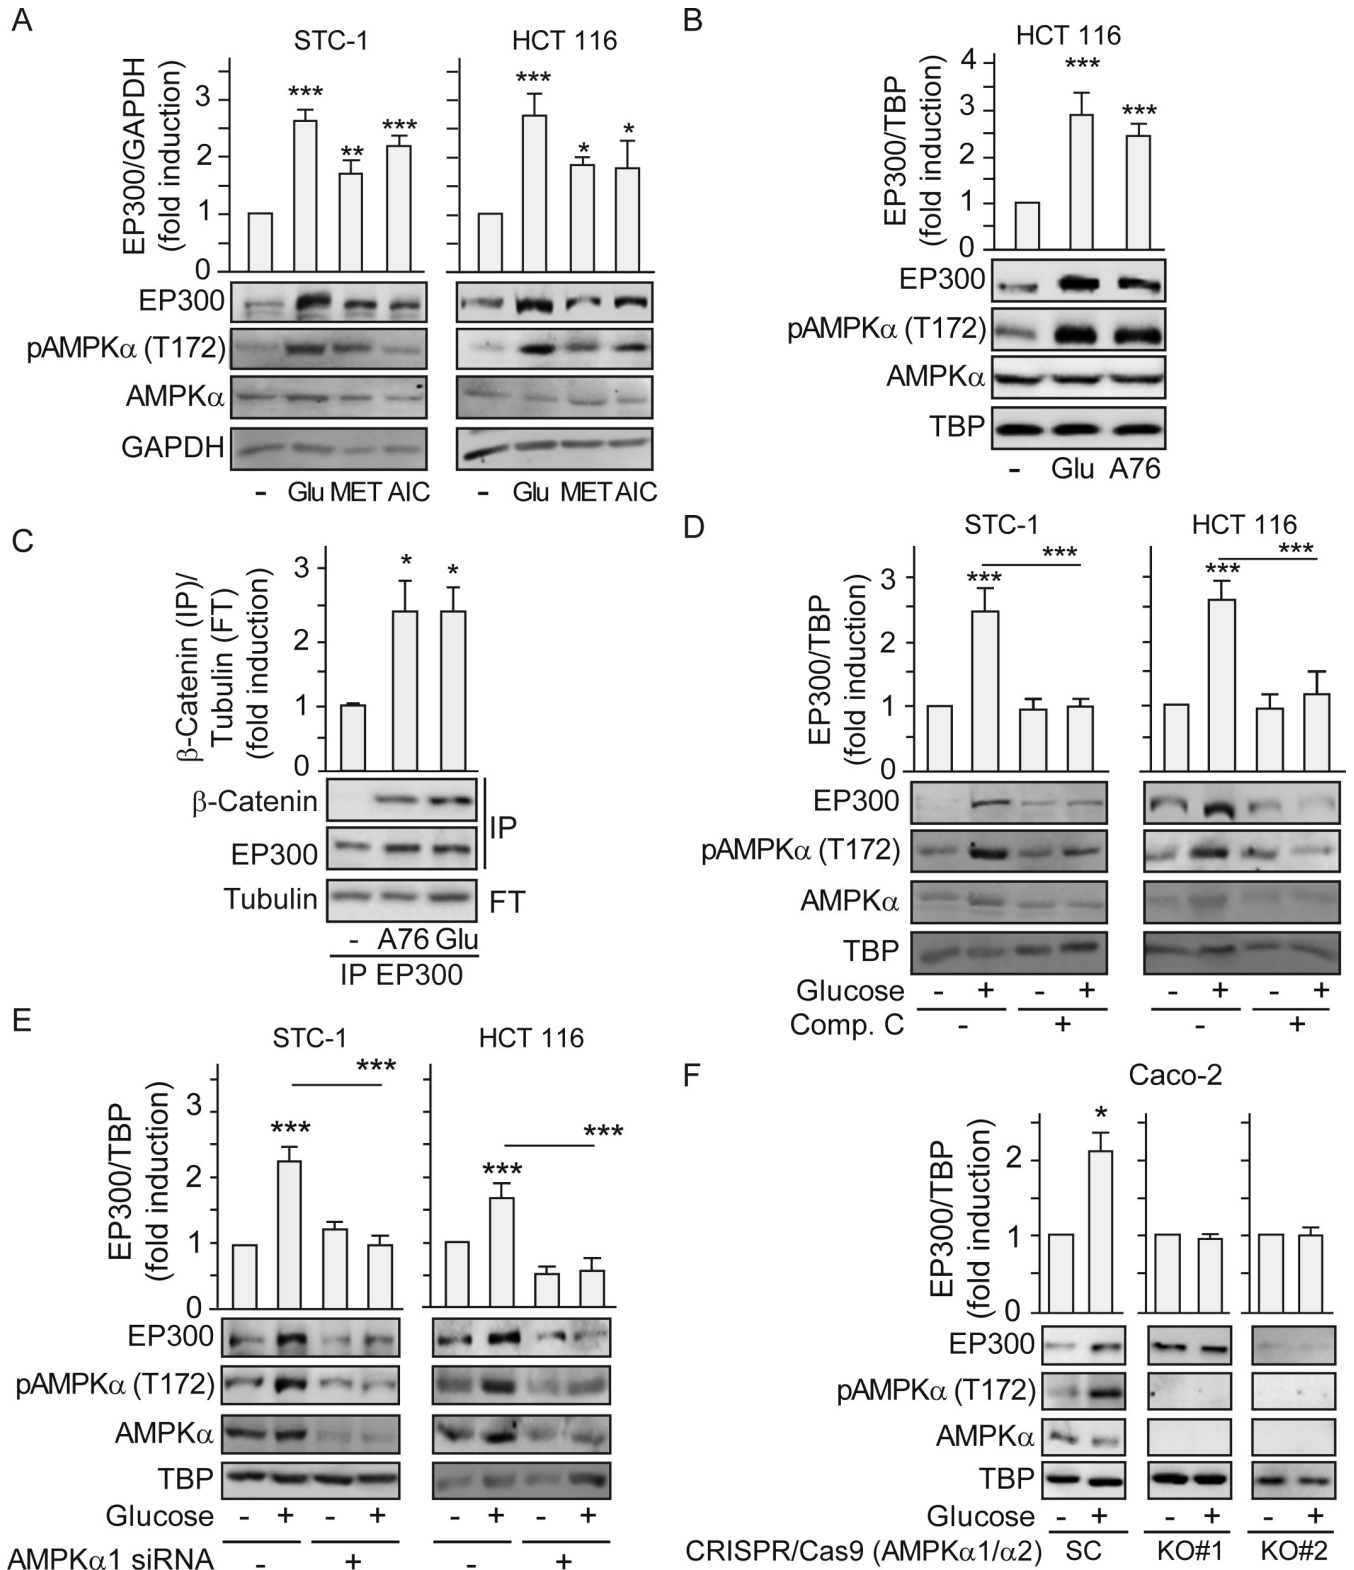 A
STC-1
HCT 116
EP300/GAPDH
(fold induction)
3
2
1
0
***
**
***
***
*
*
EP300
pAMPKα (T172)
AMPKα
GAPDH
- Glu MET AIC
- Glu MET AIC
B
HCT 116
EP300/TBP
(fold induction)
4
3
2
1
0
***
***
EP300
pAMPKα (T172)
AMPKα
TBP
- Glu A76
C
β-Catenin (IP)/
Tubulin (FT)
(fold induction)
3
2
1
0
*
*
β-Catenin
EP300
IP
Tubulin
FT
- A76 Glu
IP EP300
D
STC-1
HCT 116
EP300/TBP
(fold induction)
3
2
1
0
***
***
***
***
EP300
pAMPKα (T172)
AMPKα
TBP
Glucose - + - + - + - +
Comp. C - + - +
E
STC-1
HCT 116
EP300/TBP
(fold induction)
3
2
1
0
***
***
***
***
EP300
pAMPKα (T172)
AMPKα
TBP
Glucose - + - + - + - +
AMPKα1 siRNA - + - +
F
Caco-2
EP300/TBP
(fold induction)
2
1
0
*
EP300
pAMPKα (T172)
AMPKα
TBP
Glucose - + - + - +
CRISPR/Cas9 (AMPKα1/α2) SC KO#1 KO#2